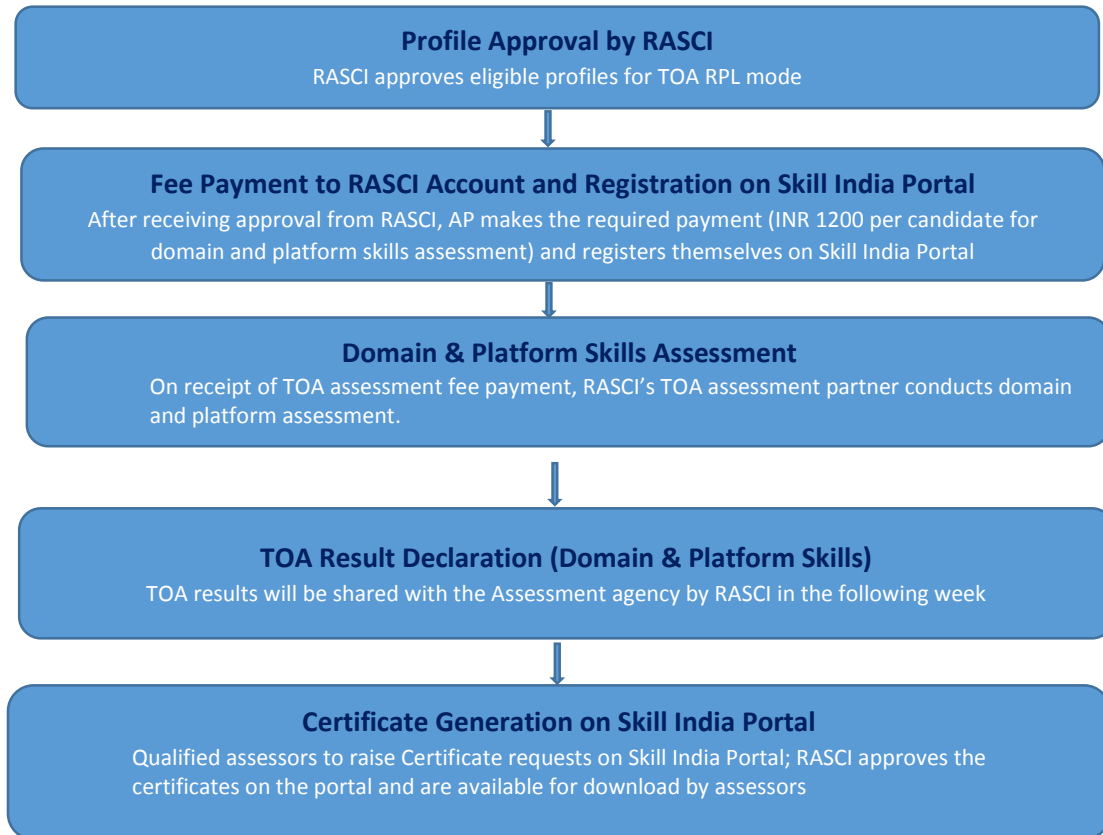 Profile Approval by RASCI
RASCI approves eligible profiles for TOA RPL mode
Fee Payment to RASCI Account and Registration on Skill India Portal
After receiving approval from RASCI, AP makes the required payment (INR 1200 per candidate for
domain and platform skills assessment) and registers themselves on Skill India Portal
Domain & Platform Skills Assessment
On receipt of TOA assessment fee payment, RASCI’s TOA assessment partner conducts domain
and platform assessment.
TOA Result Declaration (Domain & Platform Skills)
TOA results will be shared with the Assessment agency by RASCI in the following week
Certificate Generation on Skill India Portal
Qualified assessors to raise Certificate requests on Skill India Portal; RASCI approves the
certificates on the portal and are available for download by assessors